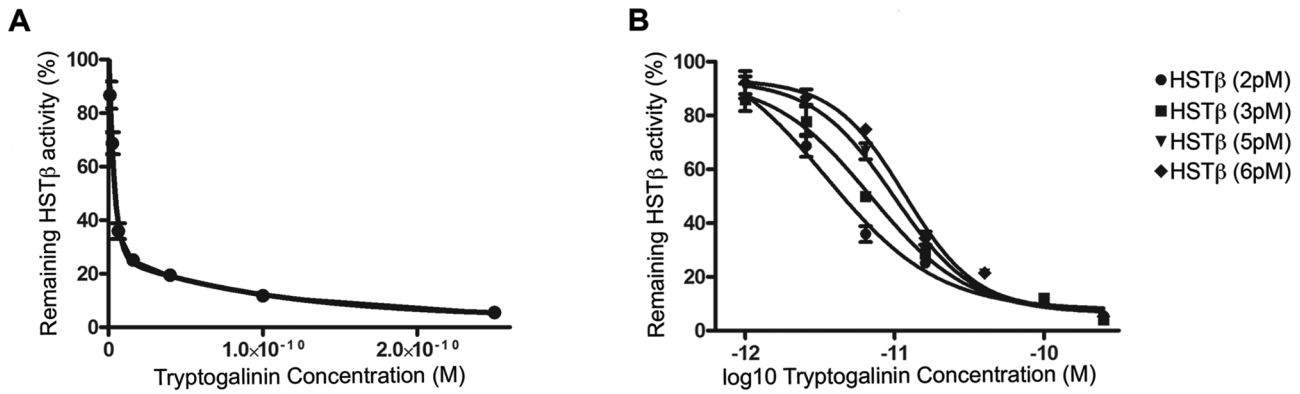 A
Remaining HSTβ activity (%)
100
80
60
40
20
0
0
1.0×10-10
2.0×10-10
Tryptogalinin Concentration (M)
B
Remaining HSTβ activity (%)
100
80
60
40
20
0
-12
-11
-10
log10 Tryptogalinin Concentration (M)
HSTβ (2pM)
HSTβ (3pM)
HSTβ (5pM)
HSTβ (6pM)